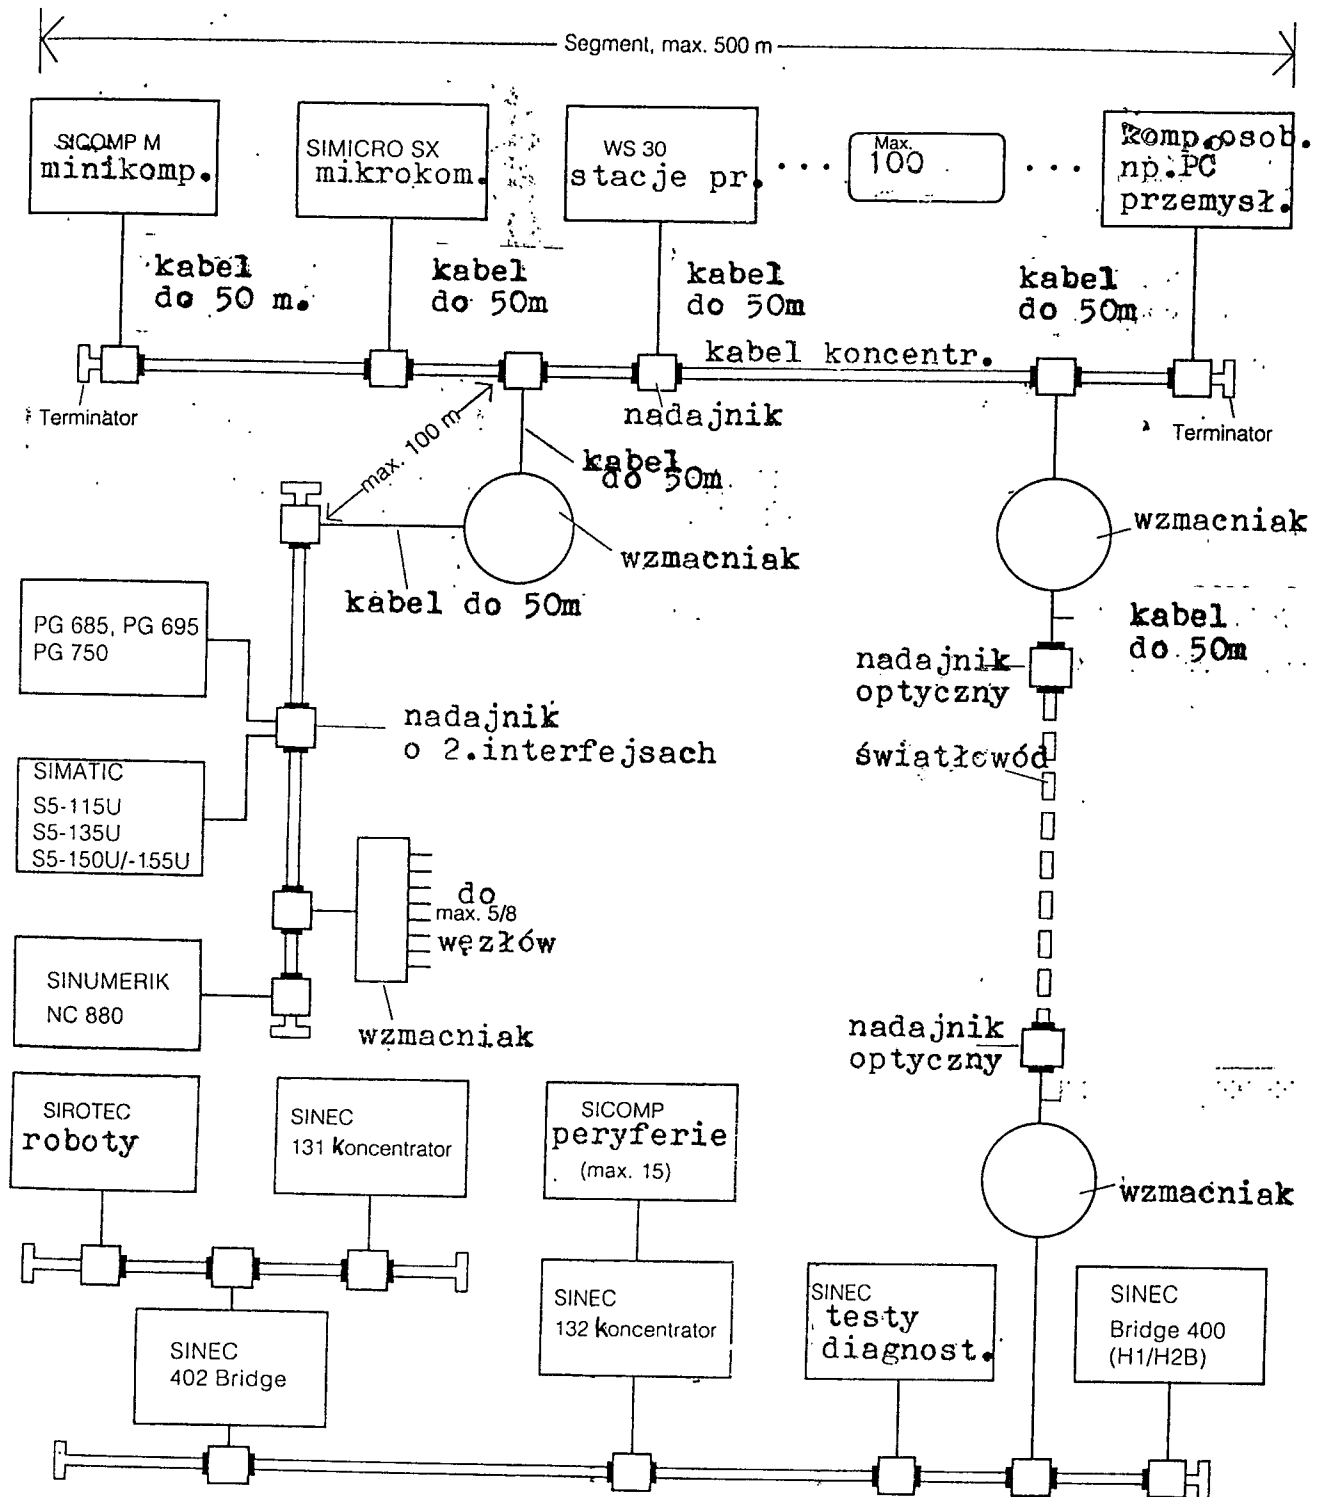 Segment, max. 500 m
SICOMP M
minikomp.
SIMICRO SX
mikrokom.
WS 30
stacje pr.
...
Max.
100
...
komp.osob.
np.PC
przemysł.
kabel
do 50 m.
kabel
do 50m
kabel
do 50m
kabel
do 50m
kabel koncentr.
Terminator
nadajnik
Terminator
max. 100 m
kabel
do 50m
wzmacniak
wzmacniak
kabel do 50m
PG 685, PG 695
PG 750
kabel
do 50m
nadajnik
optyczny
nadajnik
o 2.interfejsach
światłowód
SIMATIC
S5-115U
S5-135U
S5-150U/-155U
do
max. 5/8
węzłów
SINUMERIK
NC 880
wzmacniak
nadajnik
optyczny
SIROTEC
roboty
SINEC
131 Koncentrator
SICOMP
peryferie
(max. 15)
wzmacniak
SINEC
402 Bridge
SINEC
132 Koncentrator
SINEC
testy
diagnost.
SINEC
Bridge 400
(H1/H2B)